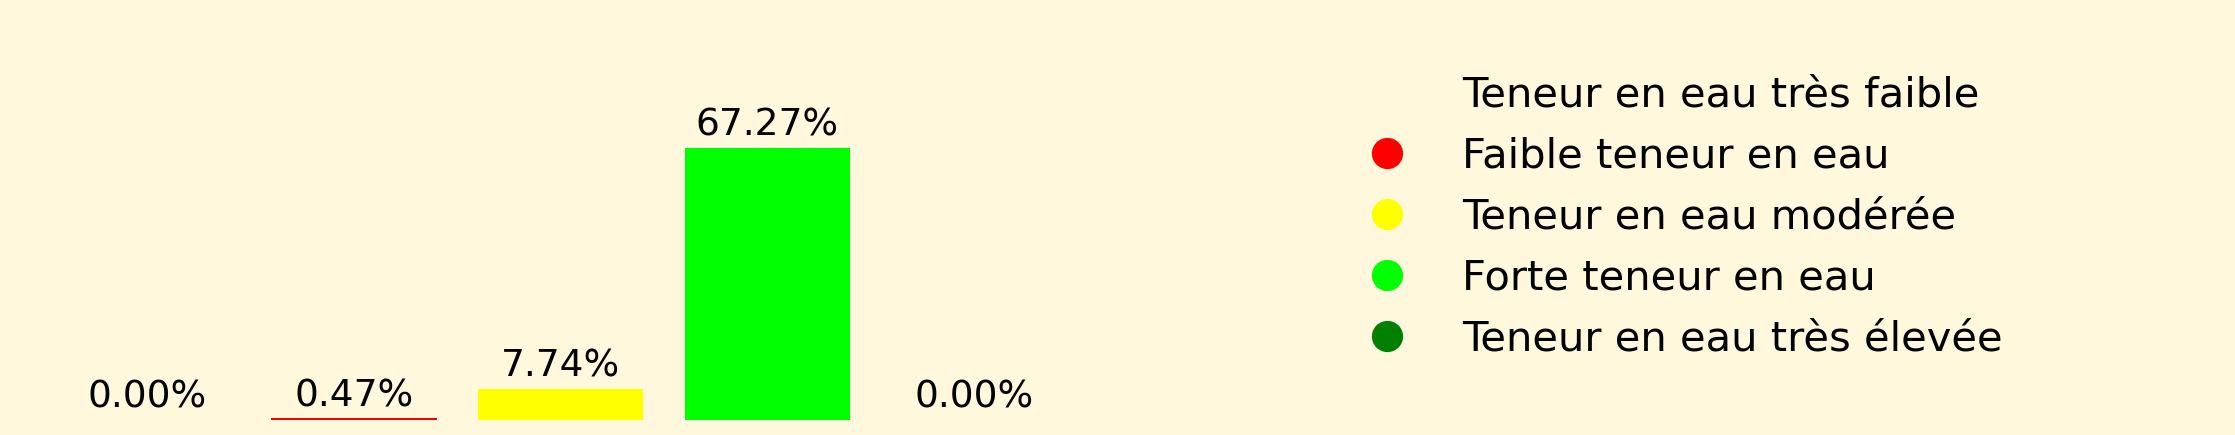 67.27%
7.74%
0.00%
0.47%
0.00%
Teneur en eau très faible
Faible teneur en eau
Teneur en eau modérée
Forte teneur en eau
Teneur en eau très élevée